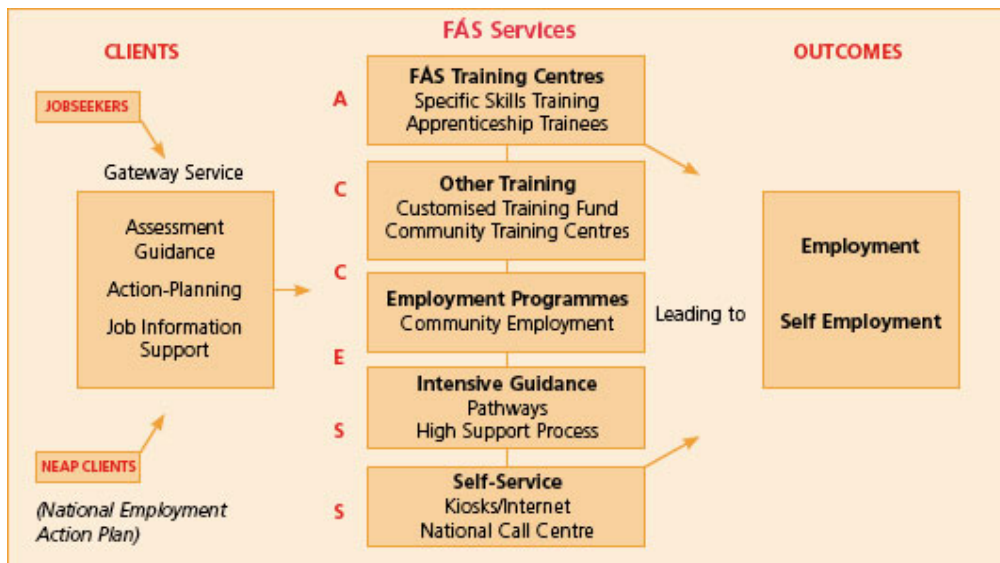 CLIENTS
JOBSEEKERS
Gateway Service
Assessment
Guidance
Action-Planning
Job Information
Support
NEAP CLIENTS
(National Employment
Action Plan)
A
C
C
E
S
S
FÁS Services
FÁS Training Centres
Specific Skills Training
Apprenticeship Trainees
Other Training
Customised Training Fund
Community Training Centres
Employment Programmes
Community Employment
Intensive Guidance
Pathways
High Support Process
Self-Service
Kiosks/Internet
National Call Centre
Leading to
OUTCOMES
Employment
Self Employment